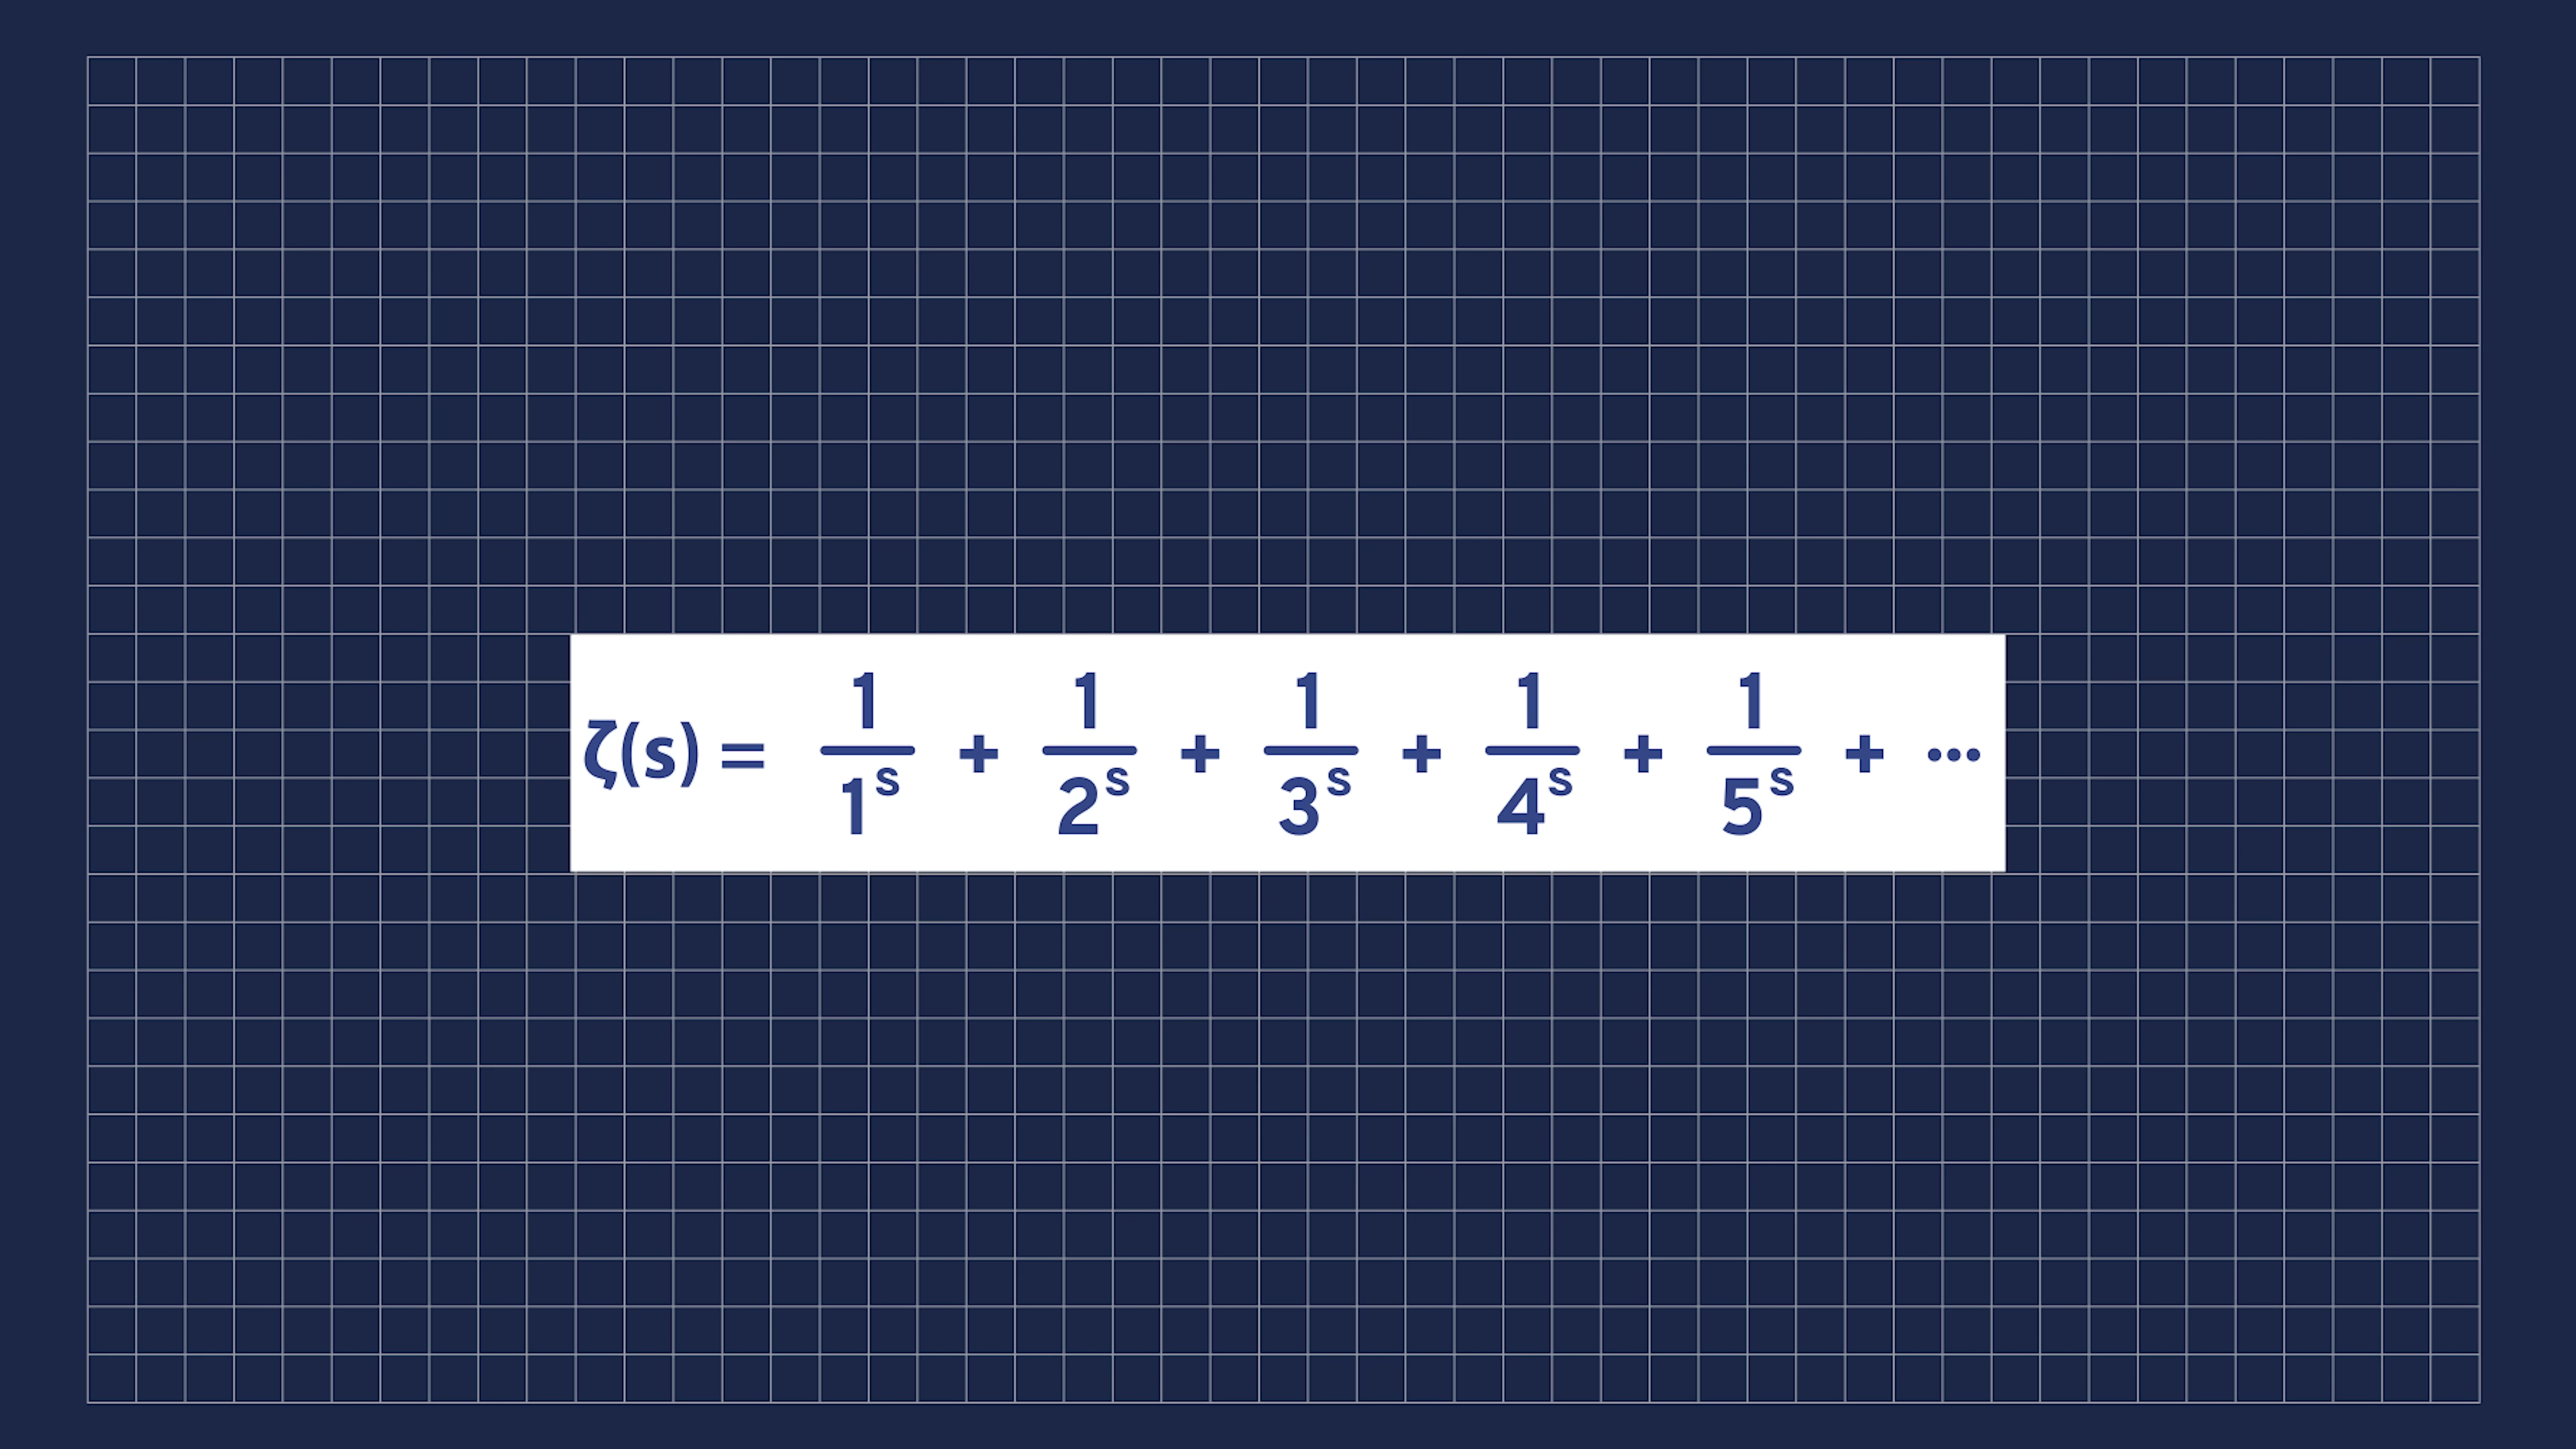 ζ(s) = 1/1^s + 1/2^s + 1/3^s + 1/4^s + 1/5^s + ···